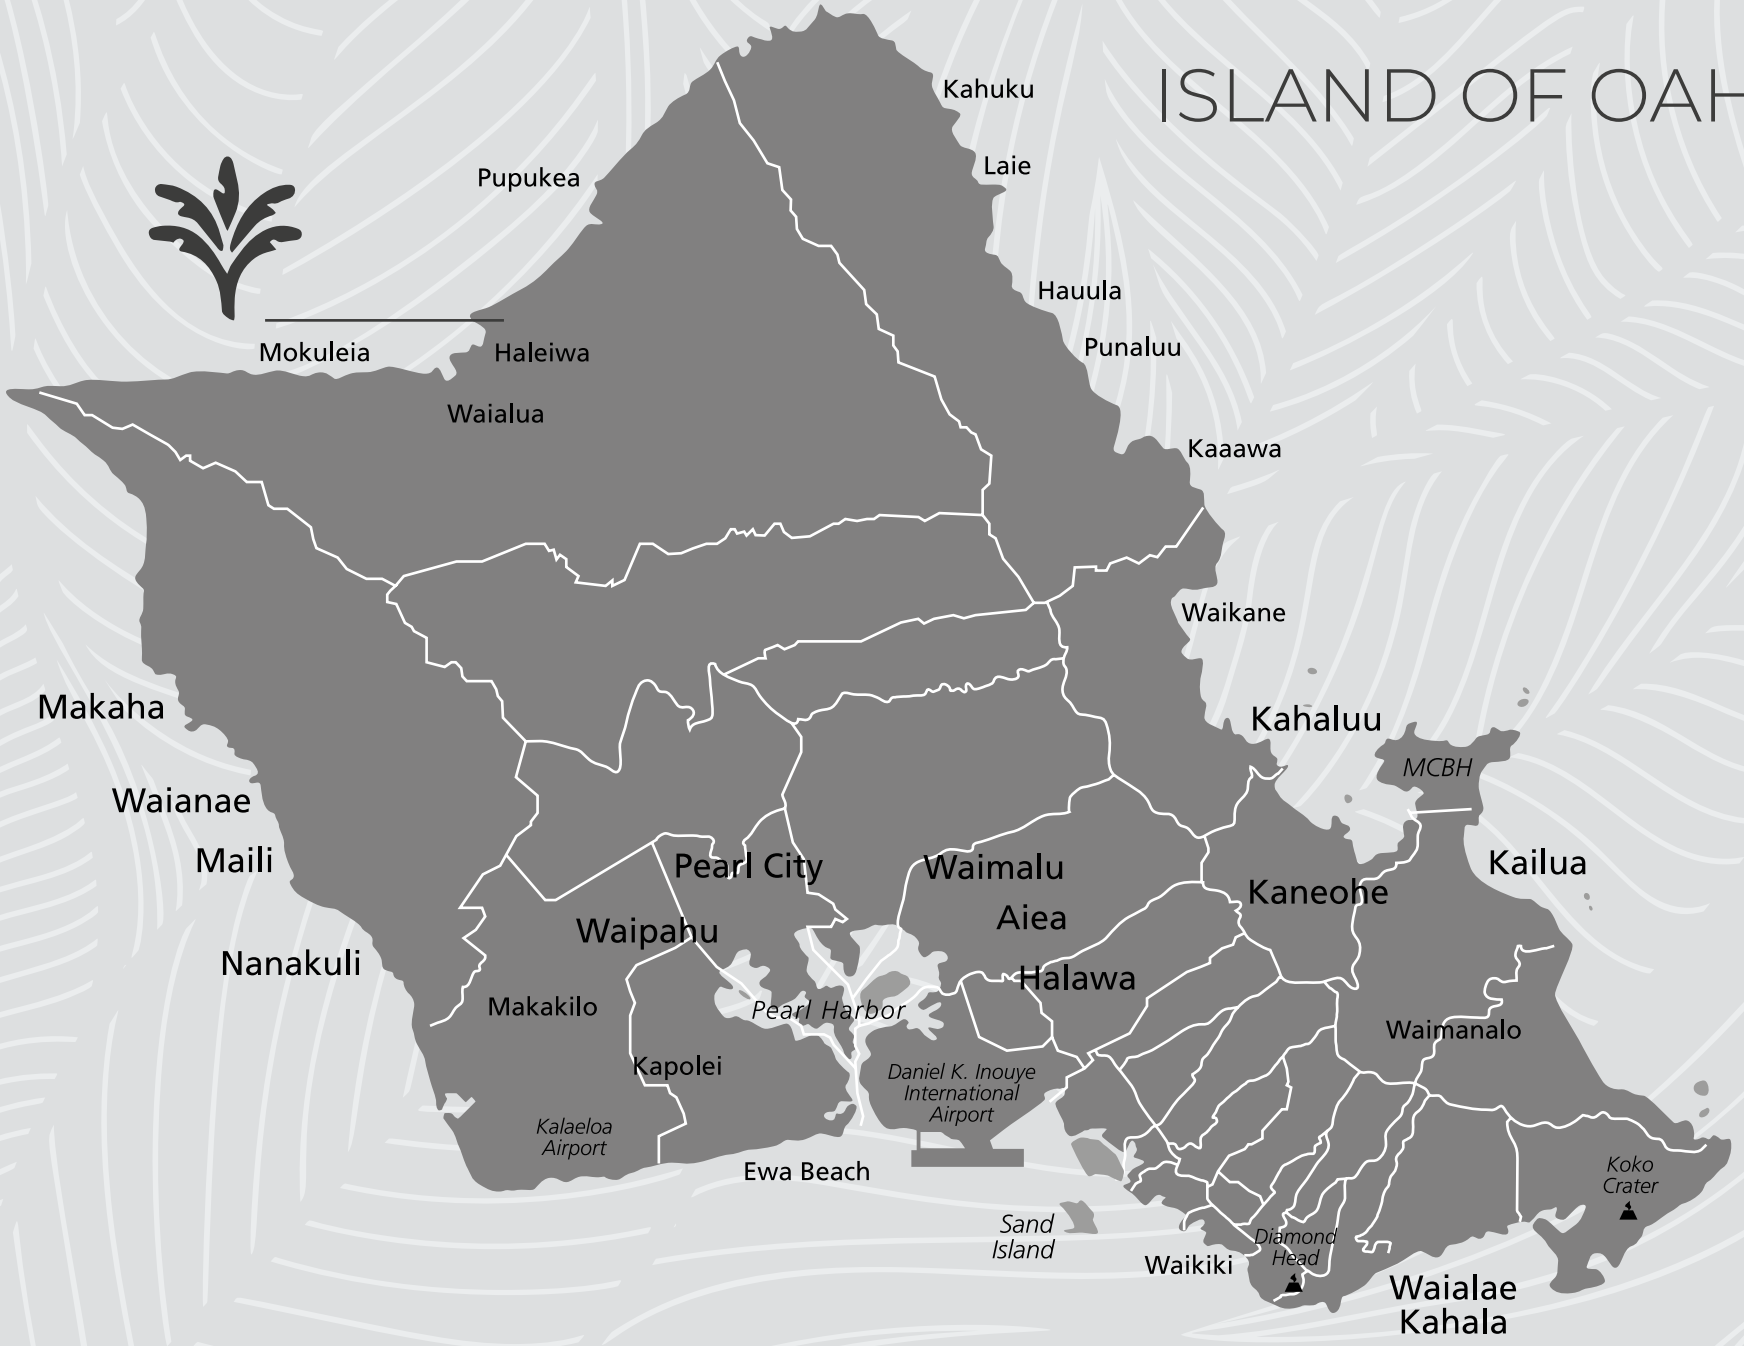 ISLAND OF OAH
Kahuku
Laie
Pupukea
Hauula
Punaluu
Mokuleia
Haleiwa
Waialua
Kaaawa
Waikane
Makaha
Kahaluu
MCBH
Waianae
Maili
Pearl City
Waimalu
Kailua
Kaneohe
Aiea
Waipahu
Nanakuli
Halawa
Makakilo
Pearl Harbor
Waimanalo
Kapolei
Daniel K. Inouye
International
Airport
Kalaeloa
Airport
Ewa Beach
Koko
Crater
Sand
Island
Diamond
Head
Waikiki
Waialae
Kahala